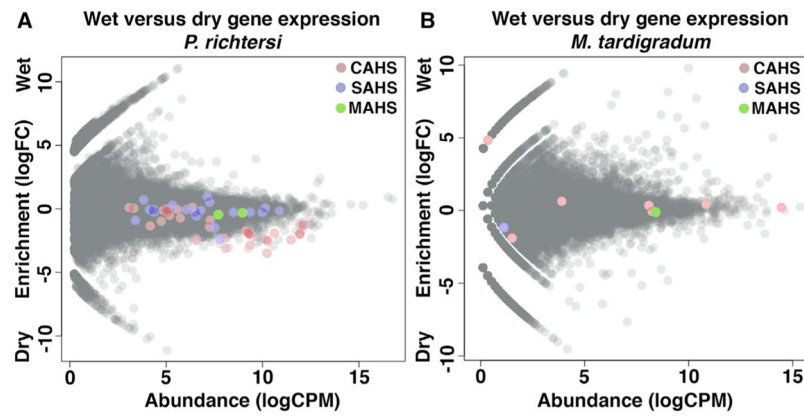 A
Wet versus dry gene expression
P. richtersi
Wet
10
5
0
-5
-10
Dry
Enrichment (logFC)
CAHS
SAHS
MAHS
0
5
10
15
Abundance (logCPM)
B
Wet versus dry gene expression
M. tardigradum
Wet
10
5
0
-5
-10
Dry
Enrichment (logFC)
CAHS
SAHS
MAHS
0
5
10
15
Abundance (logCPM)